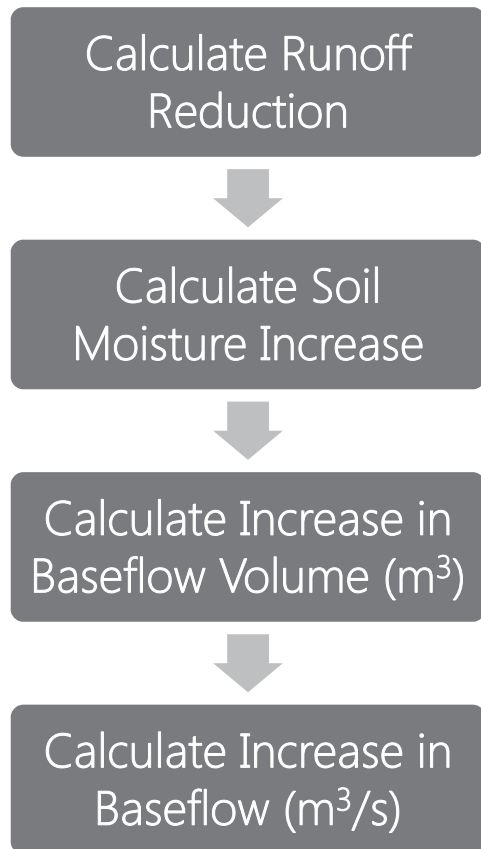 Calculate Runoff
Reduction
Calculate Soil
Moisture Increase
Calculate Increase in
Baseflow Volume (m³)
Calculate Increase in
Baseflow (m³/s)